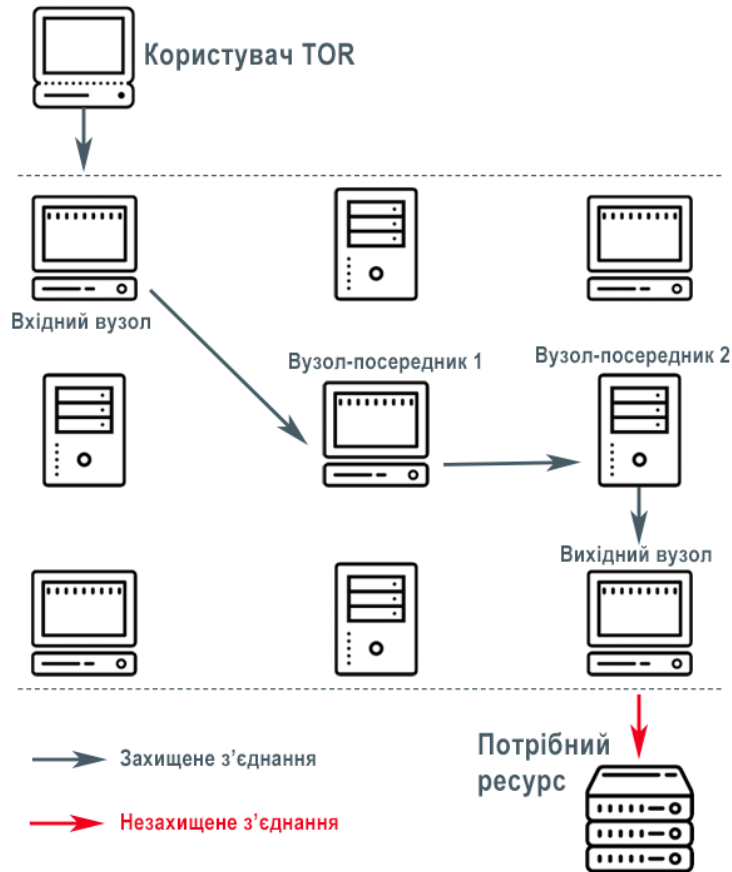 Користувач TOR
Вхідний вузол
Вузол-посередник 1
Вузол-посередник 2
Вихідний вузол
Захищене з’єднання
Незахищене з’єднання
Потрібний
ресурс